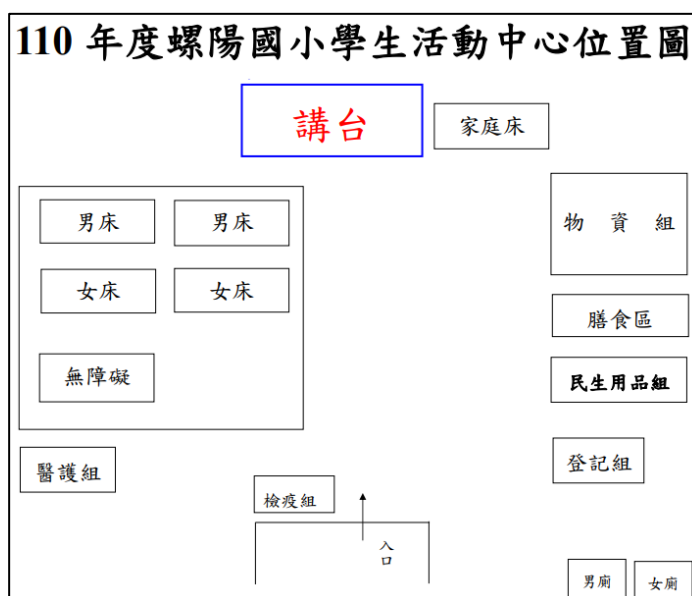 110 年度螺陽國小學生活動中心位置圖
講台
家庭床
男床 男床
物 資 組
女床 女床
膳食區
無障礙
民生用品組
醫護組
登記組
檢疫組
入口
男廁 女廁